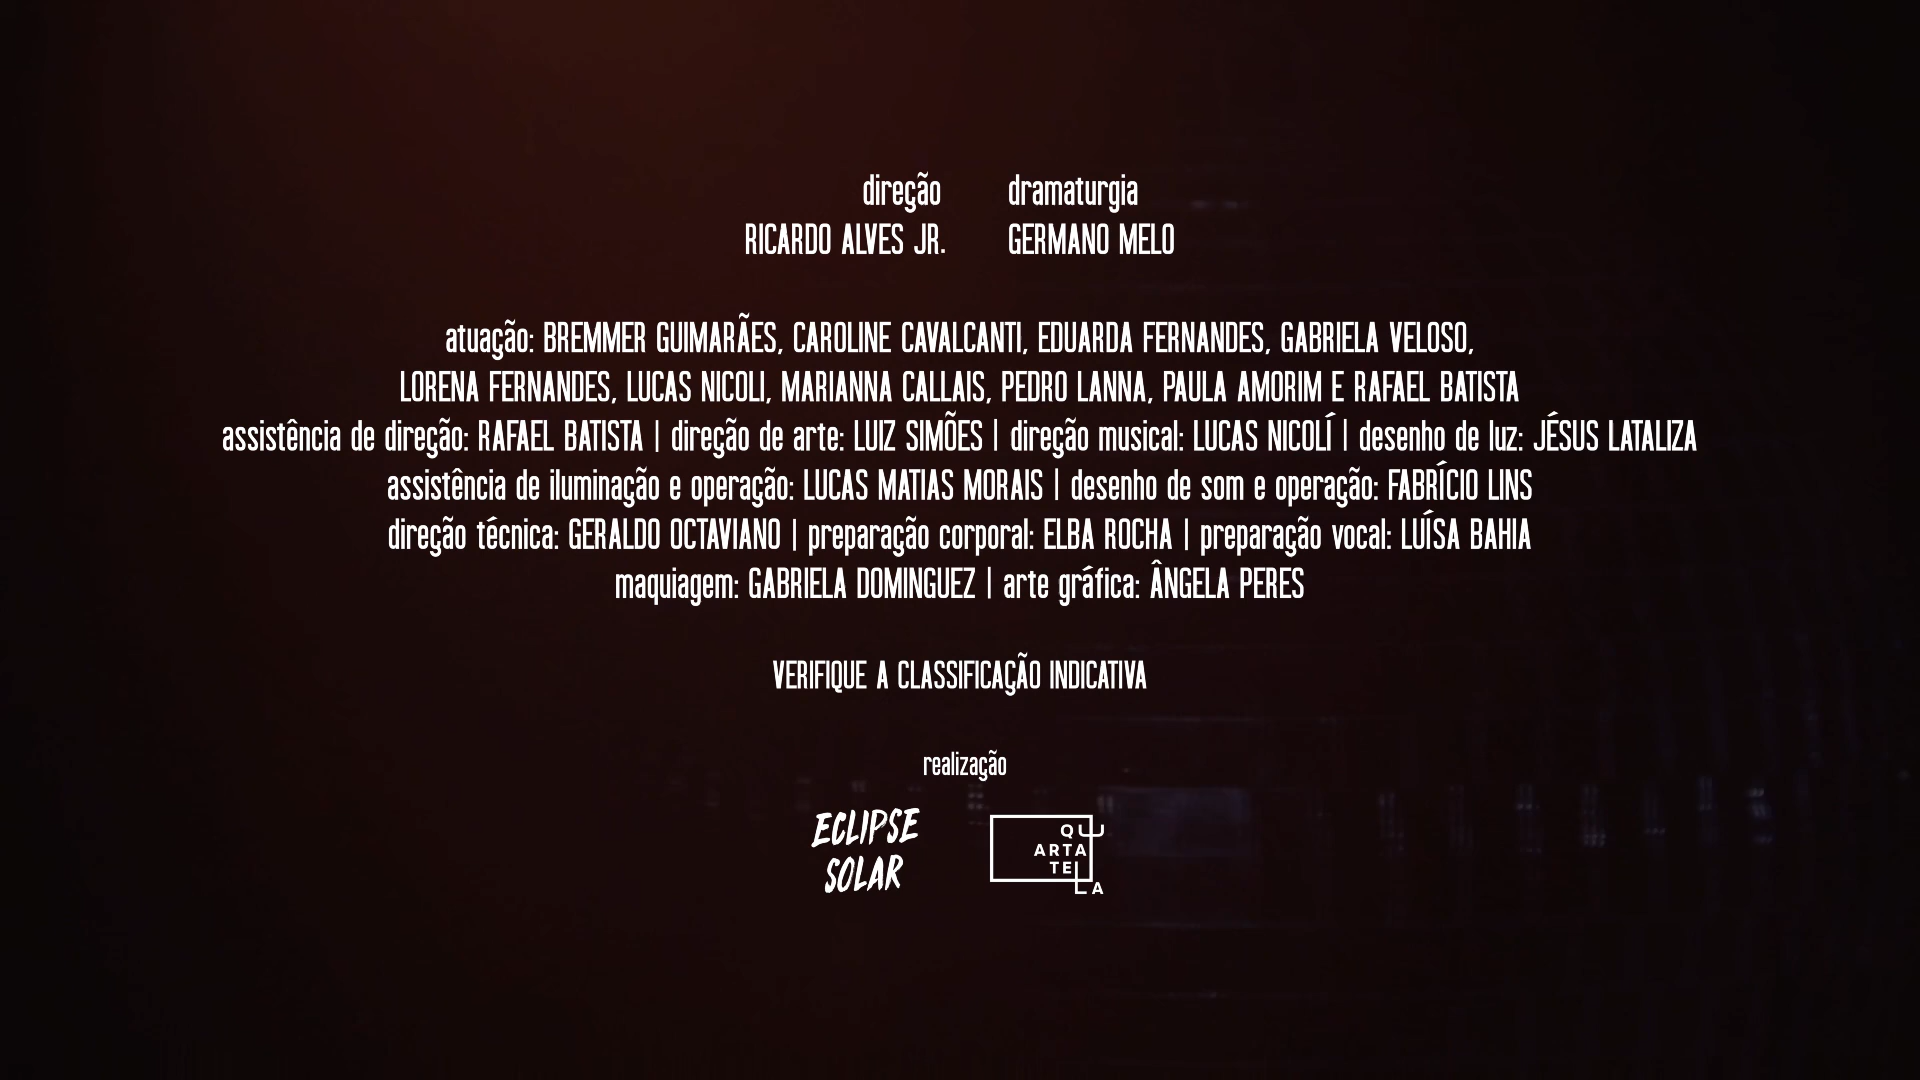 direção
RICARDO ALVES JR.
dramaturgia
GERMANO MELO
atuação: BREMMER GUIMARÃES, CAROLINE CAVALCANTI, EDUARDA FERNANDES, GABRIELA VELOSO,
LORENA FERNANDES, LUCAS NICOLI, MARIANNA CALLAIS, PEDRO LANNA, PAULA AMORIM E RAFAEL BATISTA
assistência de direção: RAFAEL BATISTA | direção de arte: LUIZ SIMÕES | direção musical: LUCAS NICOLÍ | desenho de luz: JÉSUS LATALIZA
assistência de iluminação e operação: LUCAS MATIAS MORAIS | desenho de som e operação: FABRÍCIO LINS
direção técnica: GERALDO OCTAVIANO | preparação corporal: ELBA ROCHA | preparação vocal: LUÍSA BAHIA
maquiagem: GABRIELA DOMINGUEZ | arte gráfica: ÂNGELA PERES
VERIFIQUE A CLASSIFICAÇÃO INDICATIVA
realização
ECLIPSE
SOLAR
QU
ARTA
TEL
A